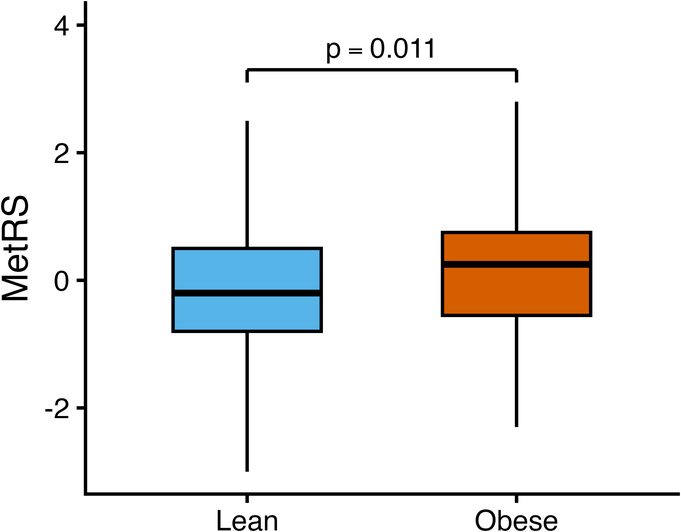 p = 0.011
4
2
0
-2
MetRS
Lean Obese